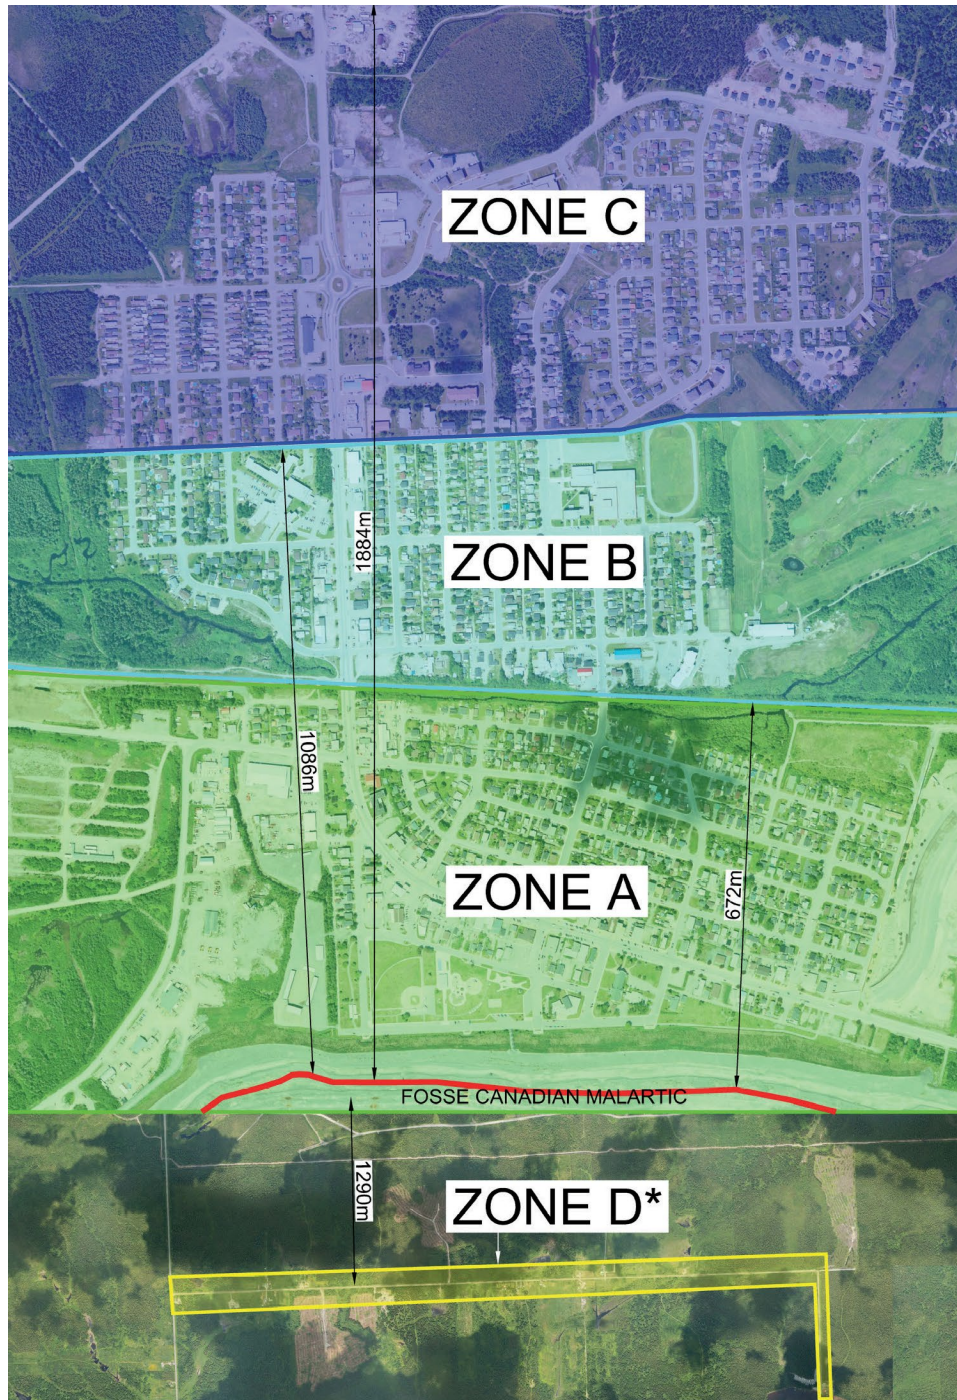 ZONE C
1884m
ZONE B
1086m
ZONE A
672m
FOSSE CANADIAN MALARTIC
1290m
ZONE D*